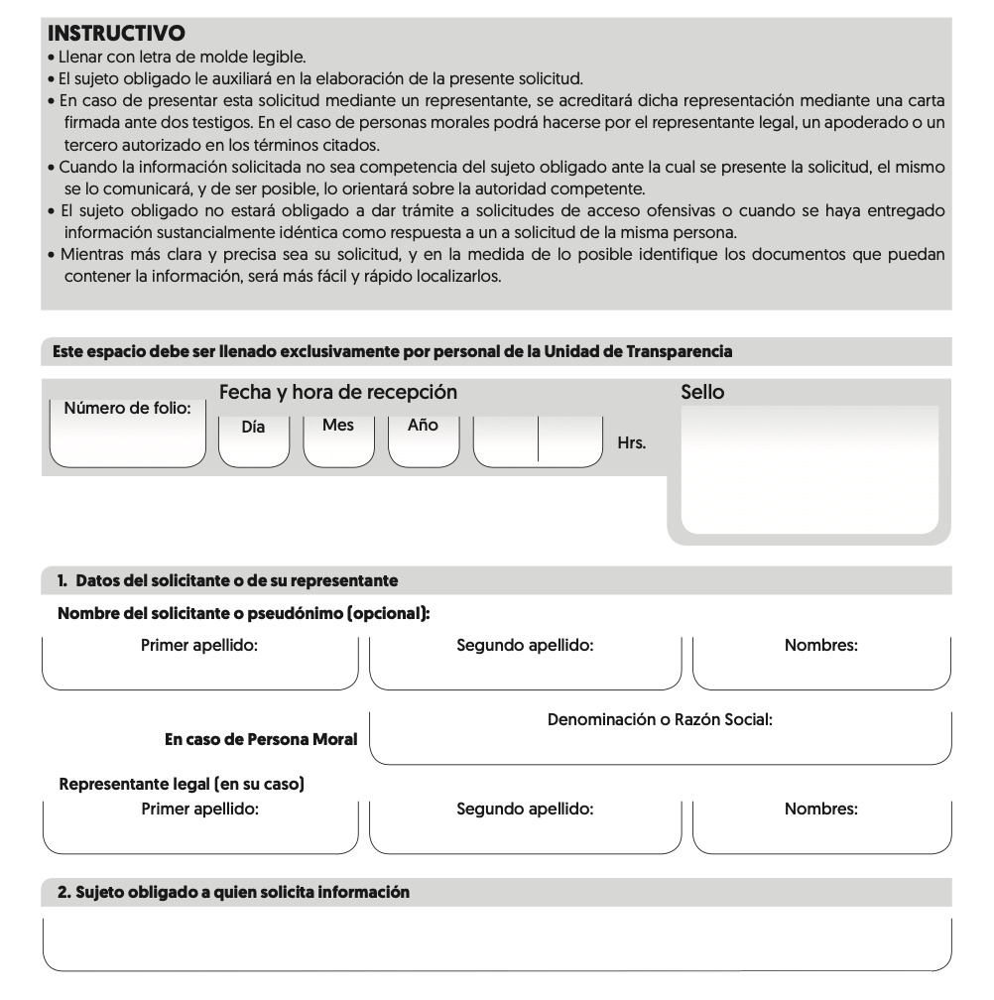 INSTRUCTIVO
• Llenar con letra de molde legible.
• El sujeto obligado le auxiliará en la elaboración de la presente solicitud.
• En caso de presentar esta solicitud mediante un representante, se acreditará dicha representación mediante una carta
firmada ante dos testigos. En el caso de personas morales podrá hacerse por el representante legal, un apoderado o un
tercero autorizado en los términos citados.
• Cuando la información solicitada no sea competencia del sujeto obligado ante la cual se presente la solicitud, el mismo
se lo comunicará, y de ser posible, lo orientará sobre la autoridad competente.
• El sujeto obligado no estará obligado a dar trámite a solicitudes de acceso ofensivas o cuando se haya entregado
información sustancialmente idéntica como respuesta a un a solicitud de la misma persona.
• Mientras más clara y precisa sea su solicitud, y en la medida de lo posible identifique los documentos que puedan
contener la información, será más fácil y rápido localizarlos.
Este espacio debe ser llenado exclusivamente por personal de la Unidad de Transparencia
Fecha y hora de recepción
Sello
Número de folio:
Día
Mes
Año
Hrs.
1. Datos del solicitante o de su representante
Nombre del solicitante o pseudónimo (opcional):
Primer apellido:
Segundo apellido:
Nombres:
En caso de Persona Moral
Denominación o Razón Social:
Representante legal (en su caso)
Primer apellido:
Segundo apellido:
Nombres:
2. Sujeto obligado a quien solicita información